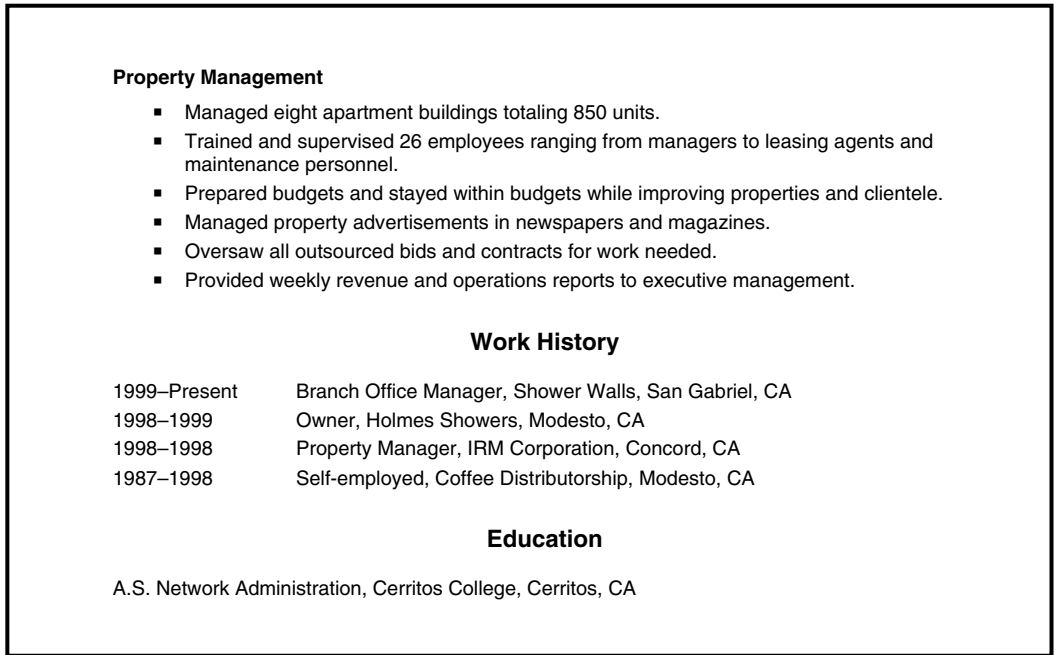 Property Management
▪ Managed eight apartment buildings totaling 850 units.
▪ Trained and supervised 26 employees ranging from managers to leasing agents and
maintenance personnel.
▪ Prepared budgets and stayed within budgets while improving properties and clientele.
▪ Managed property advertisements in newspapers and magazines.
▪ Oversaw all outsourced bids and contracts for work needed.
▪ Provided weekly revenue and operations reports to executive management.
Work History
1999–Present Branch Office Manager, Shower Walls, San Gabriel, CA
1998–1999 Owner, Holmes Showers, Modesto, CA
1998–1998 Property Manager, IRM Corporation, Concord, CA
1987–1998 Self-employed, Coffee Distributorship, Modesto, CA
Education
A.S. Network Administration, Cerritos College, Cerritos, CA